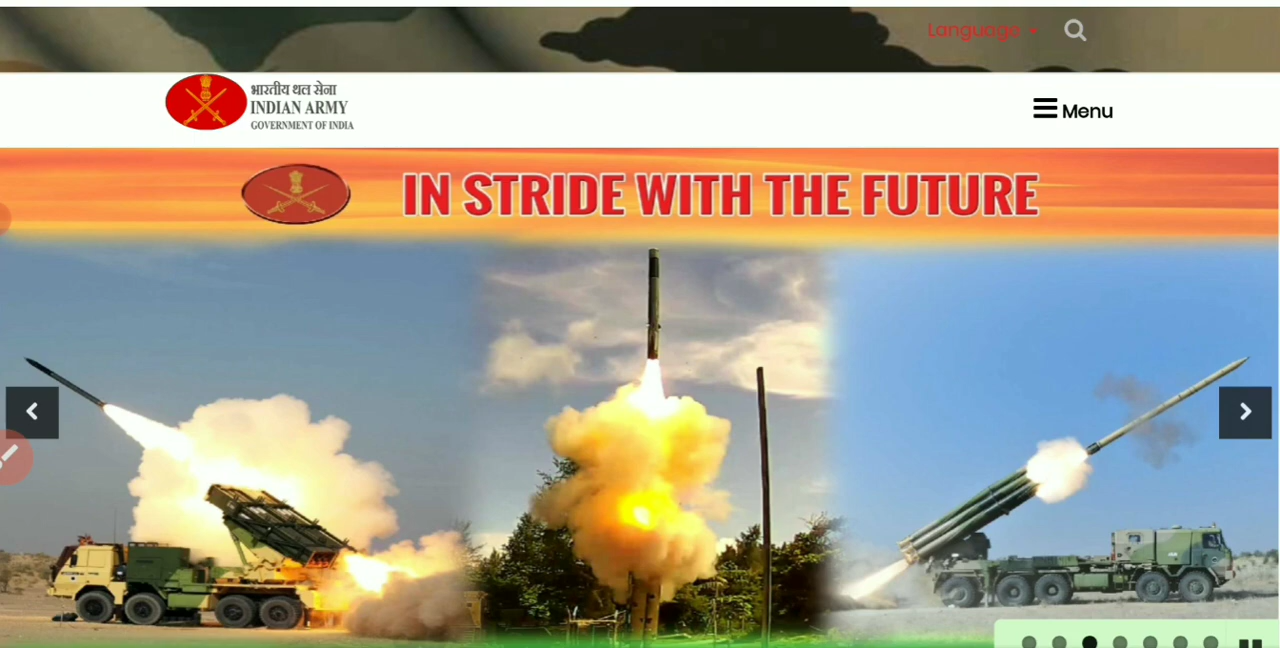 Language
भारतीय थल सेना
INDIAN ARMY
GOVERNMENT OF INDIA
Menu
IN STRIDE WITH THE FUTURE